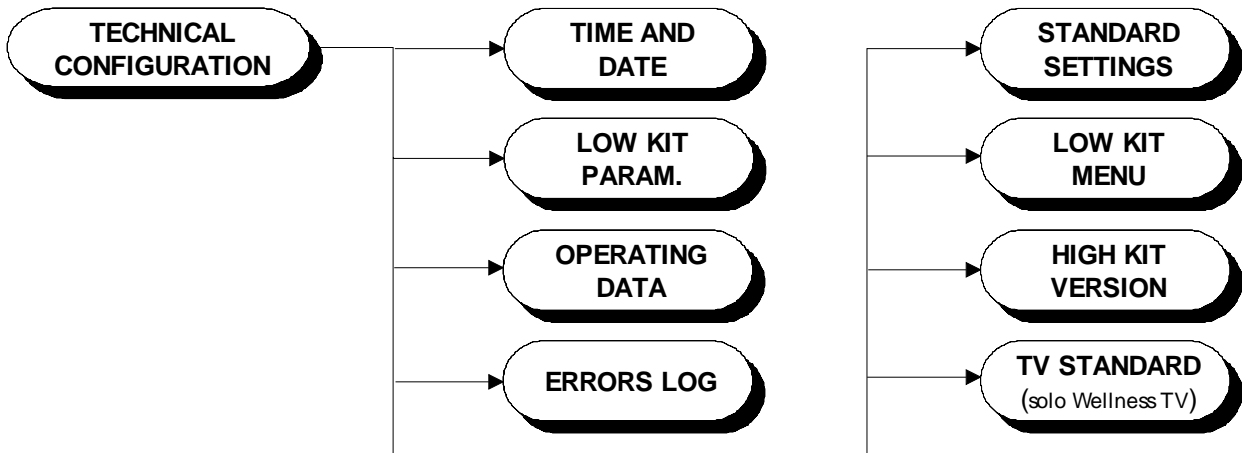 TECHNICAL
CONFIGURATION
TIME AND
DATE
LOW KIT
PARAM.
OPERATING
DATA
ERRORS LOG
STANDARD
SETTINGS
LOW KIT
MENU
HIGH KIT
VERSION
TV STANDARD
(solo Wellness TV)